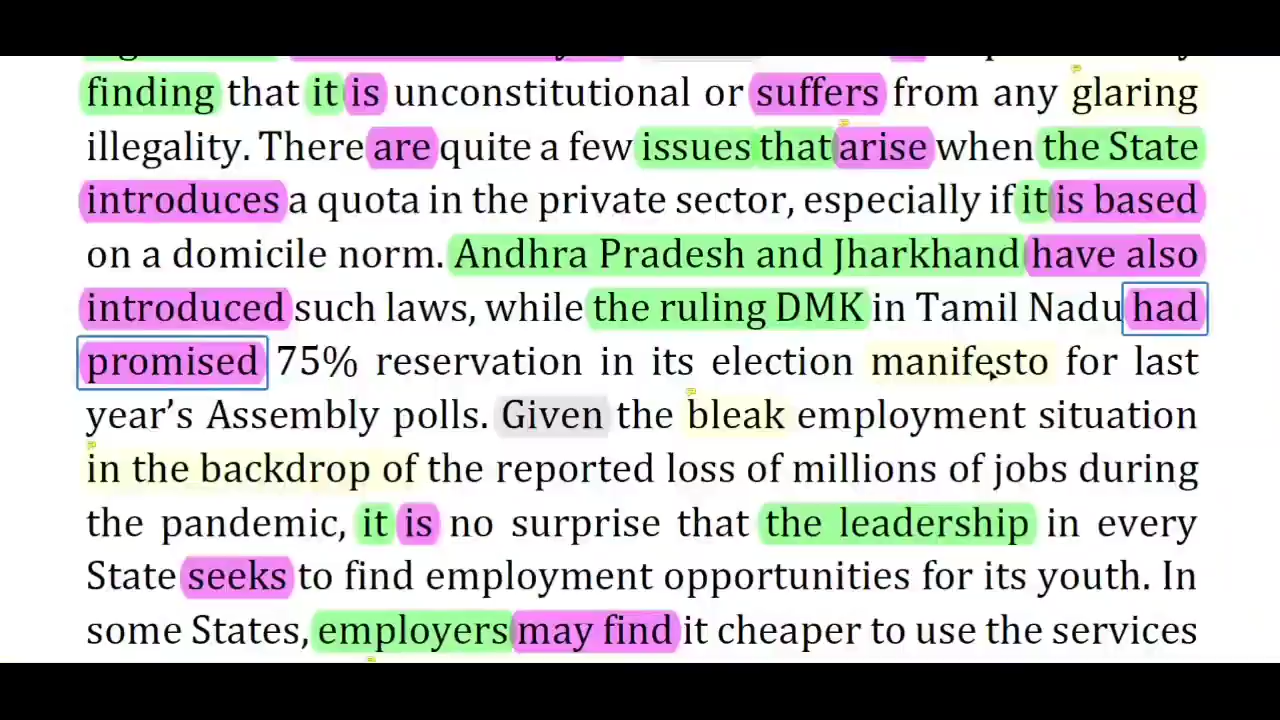 finding that it is unconstitutional or suffers from any glaring
illegality. There are quite a few issues that arise when the State
introduces a quota in the private sector, especially if it is based
on a domicile norm. Andhra Pradesh and Jharkhand have also
introduced such laws, while the ruling DMK in Tamil Nadu had
promised 75% reservation in its election manifesto for last
year’s Assembly polls. Given the bleak employment situation
in the backdrop of the reported loss of millions of jobs during
the pandemic, it is no surprise that the leadership in every
State seeks to find employment opportunities for its youth. In
some States, employers may find it cheaper to use the services